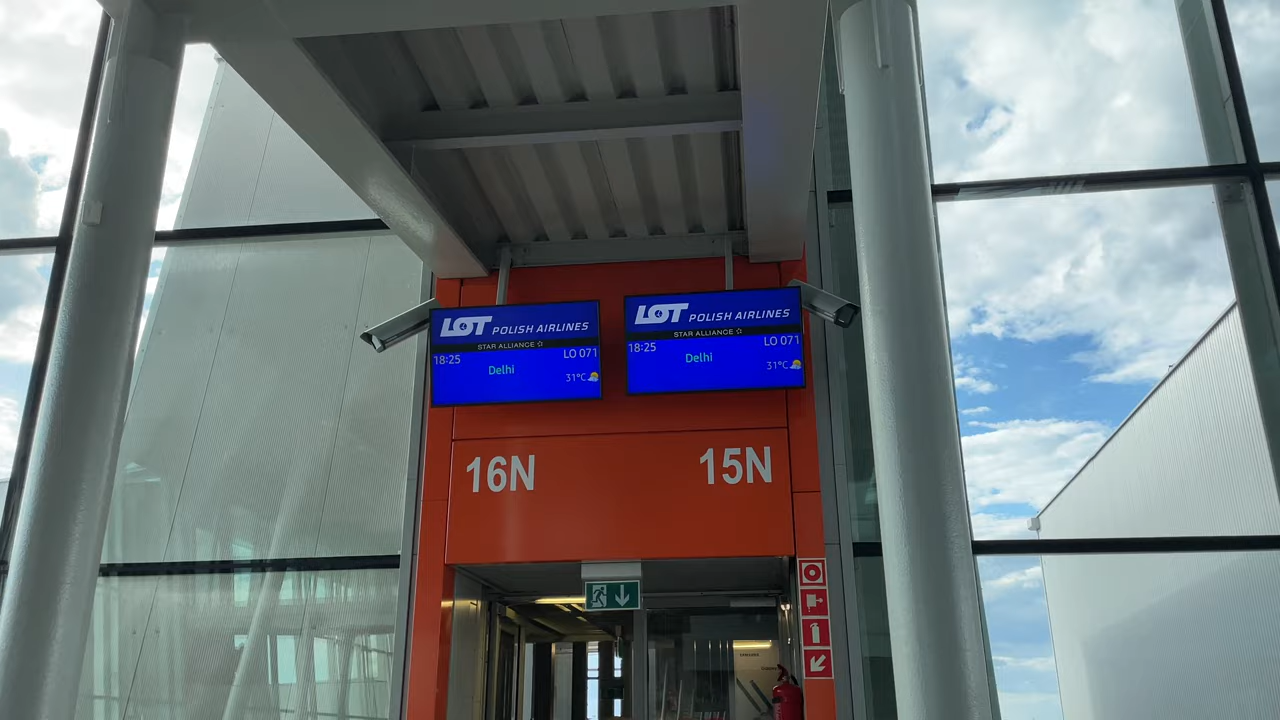 LOT POLISH AIRLINES
STAR ALLIANCE
18:25
LO 071
Delhi
31°C
LOT POLISH AIRLINES
STAR ALLIANCE
18:25
LO 071
Delhi
31°C
16N
15N